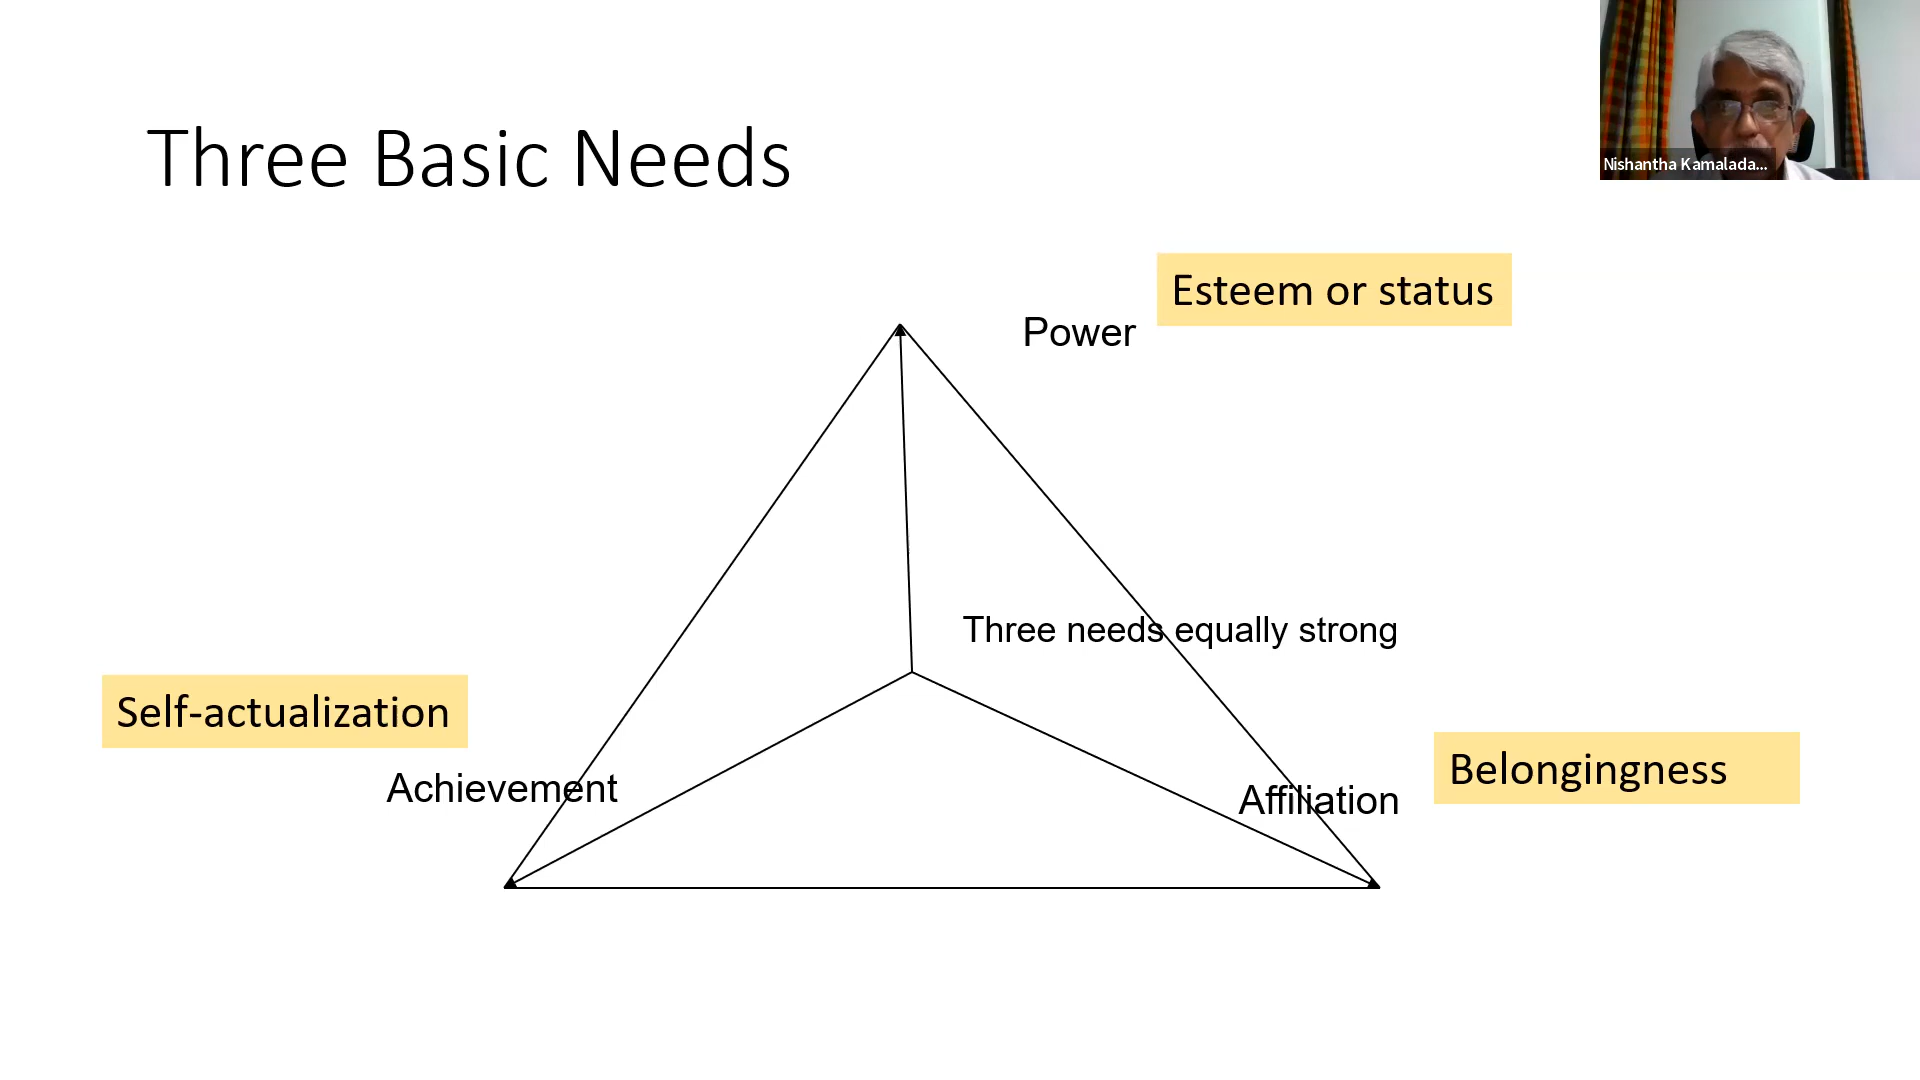 Three Basic Needs
Nishantha Kamalada...
Esteem or status
Power
Three needs equally strong
Self-actualization
Achievement
Belongingness
Affiliation